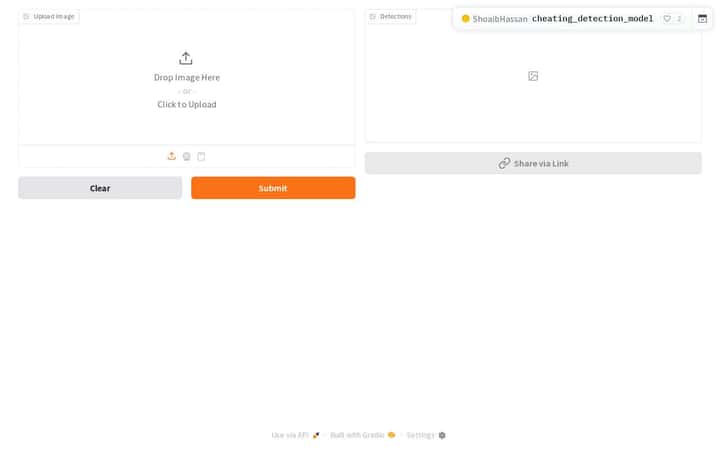 Upload Image
Detections
ShoaibHassan cheating_detection_model 2
Drop Image Here
- or -
Click to Upload
Share via Link
Clear
Submit
Use via API · Built with Gradio · Settings